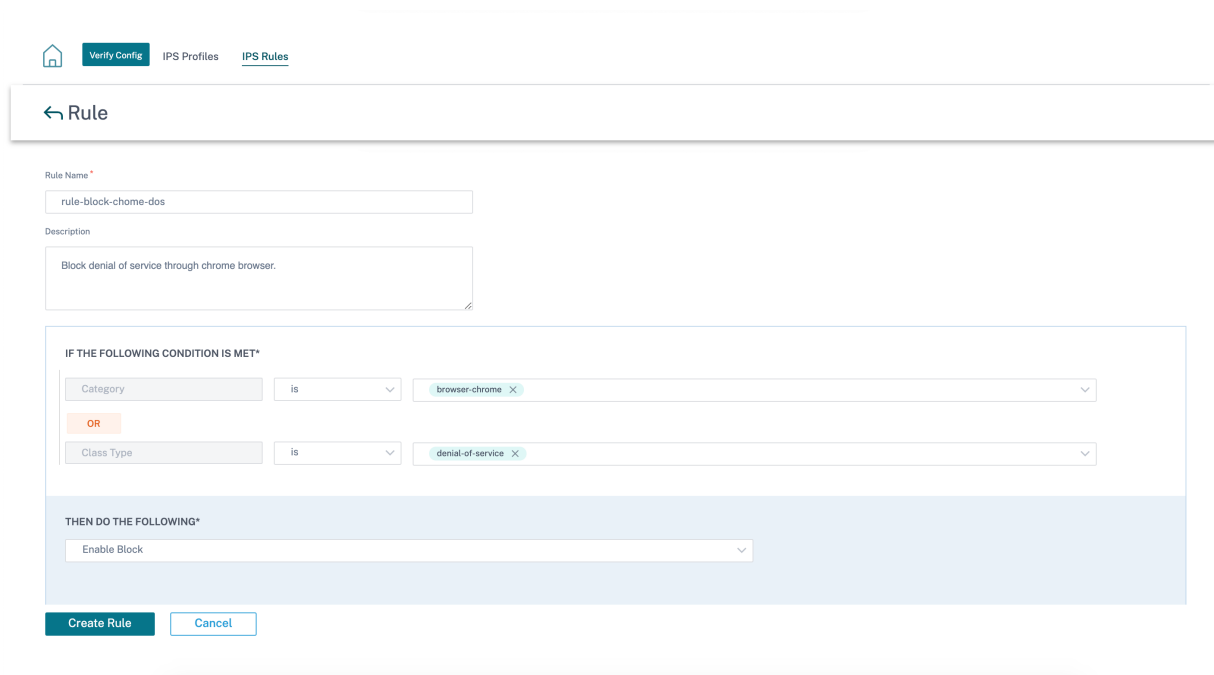 Verify Config IPS Profiles IPS Rules
Rule
Rule Name*
rule-block-chome-dos
Description
Block denial of service through chrome browser.
IF THE FOLLOWING CONDITION IS MET*
Category is browser-chrome
OR
Class Type is denial-of-service
THEN DO THE FOLLOWING*
Enable Block
Create Rule Cancel